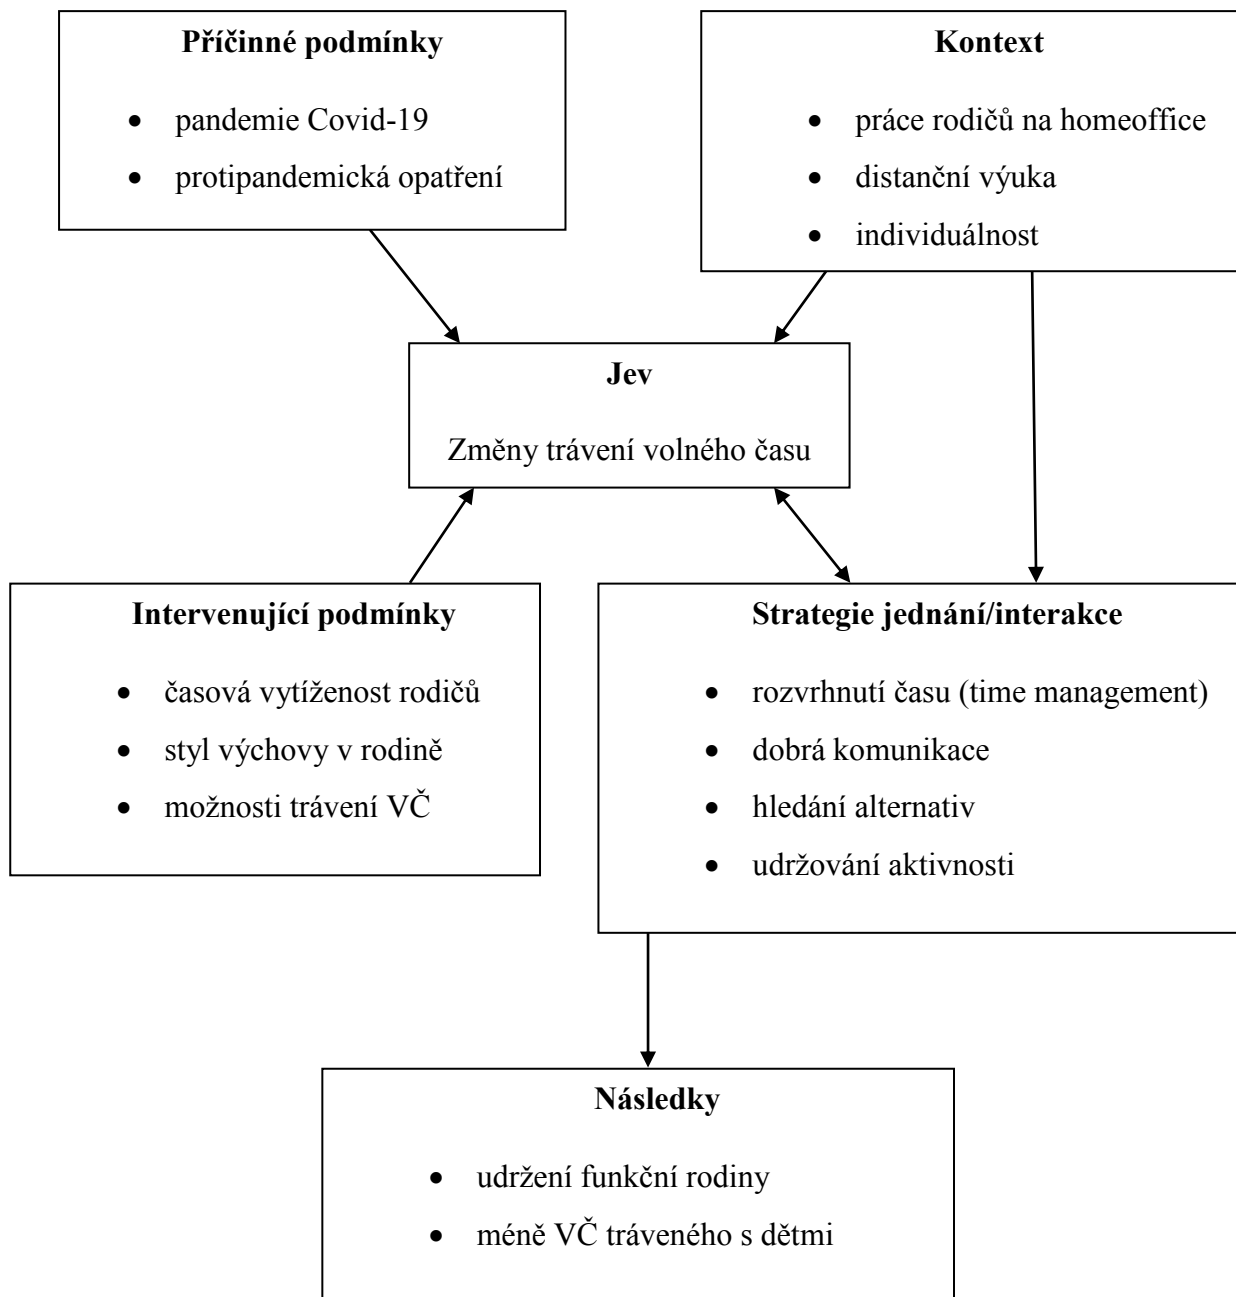 Příčinné podmínky
• pandemie Covid-19
• protipandemická opatření
Kontext
• práce rodičů na homeoffice
• distanční výuka
• individuálnost
Jev
Změny trávení volného času
Intervenující podmínky
• časová vytíženost rodičů
• styl výchovy v rodině
• možnosti trávení VČ
Strategie jednání/interakce
• rozvrhnutí času (time management)
• dobrá komunikace
• hledání alternativ
• udržování aktivnosti
Následky
• udržení funkční rodiny
• méně VČ tráveného s dětmi